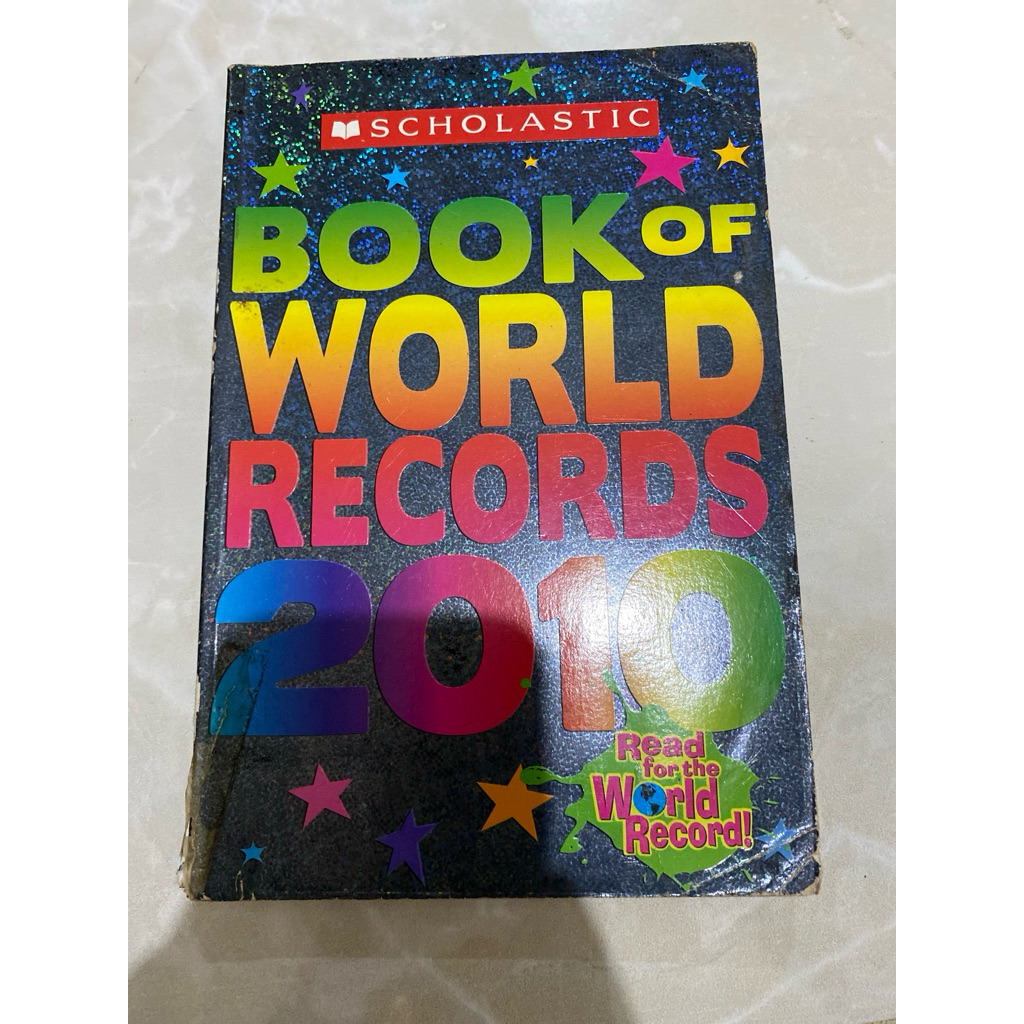 SCHOLASTIC
BOOK OF
WORLD
RECORDS
2010
Read
for the
World
Record!